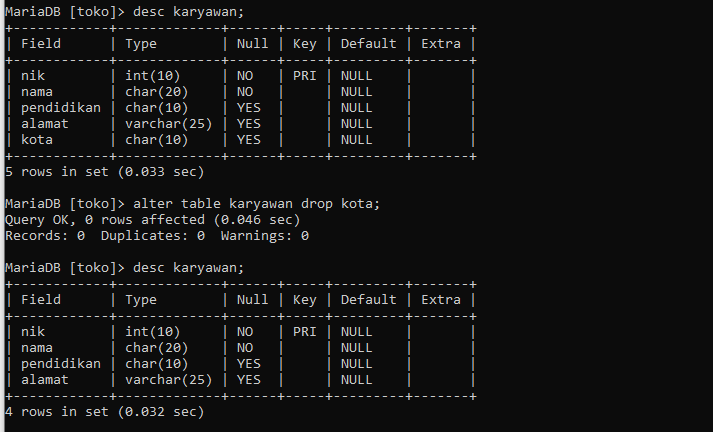 MariaDB [toko]> desc karyawan;
+------------+-------------+------+-----+---------+-------+
| Field      | Type        | Null | Key | Default | Extra |
+------------+-------------+------+-----+---------+-------+
| nik        | int(10)     | NO   | PRI | NULL    |       |
| nama       | char(20)    | NO   |     | NULL    |       |
| pendidikan | char(10)    | YES  |     | NULL    |       |
| alamat     | varchar(25) | YES  |     | NULL    |       |
| kota       | char(10)    | YES  |     | NULL    |       |
+------------+-------------+------+-----+---------+-------+
5 rows in set (0.033 sec)

MariaDB [toko]> alter table karyawan drop kota;
Query OK, 0 rows affected (0.046 sec)
Records: 0  Duplicates: 0  Warnings: 0

MariaDB [toko]> desc karyawan;
+------------+-------------+------+-----+---------+-------+
| Field      | Type        | Null | Key | Default | Extra |
+------------+-------------+------+-----+---------+-------+
| nik        | int(10)     | NO   | PRI | NULL    |       |
| nama       | char(20)    | NO   |     | NULL    |       |
| pendidikan | char(10)    | YES  |     | NULL    |       |
| alamat     | varchar(25) | YES  |     | NULL    |       |
+------------+-------------+------+-----+---------+-------+
4 rows in set (0.032 sec)